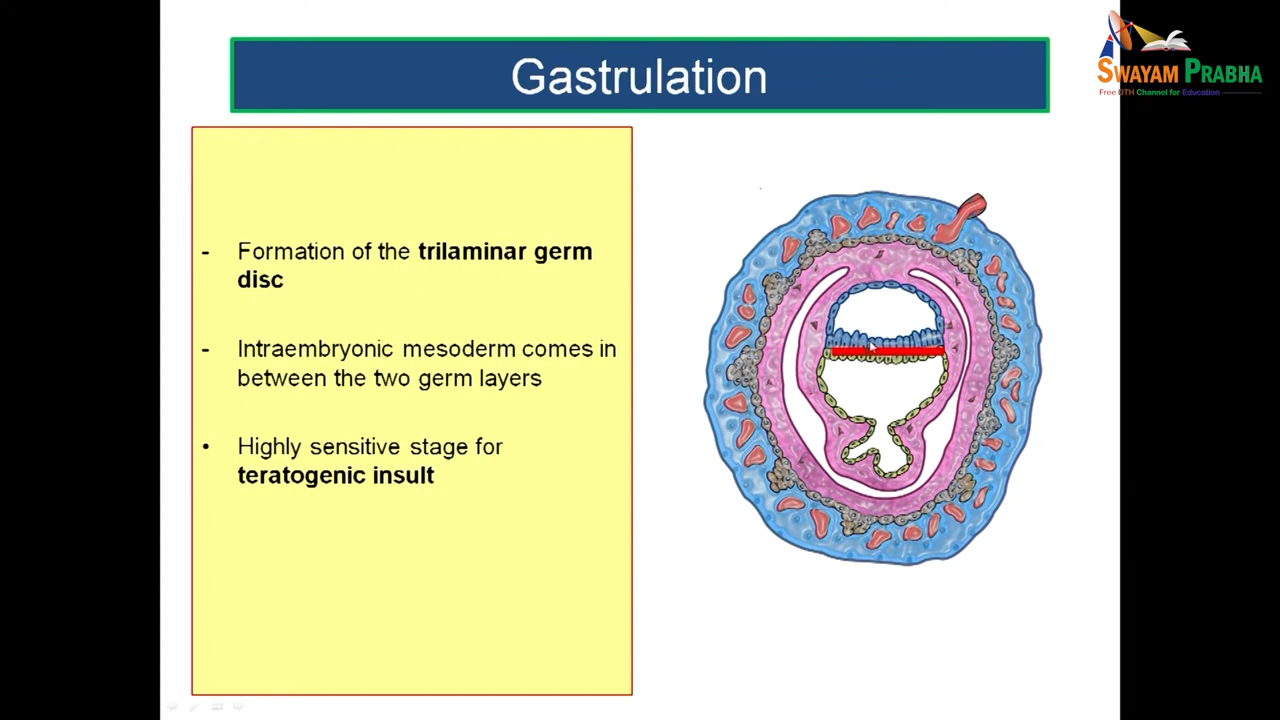 SWAYAM PRABHA
Free DTH Channel for Education
Gastrulation
- Formation of the trilaminar germ
disc
- Intraembryonic mesoderm comes in
between the two germ layers
• Highly sensitive stage for
teratogenic insult